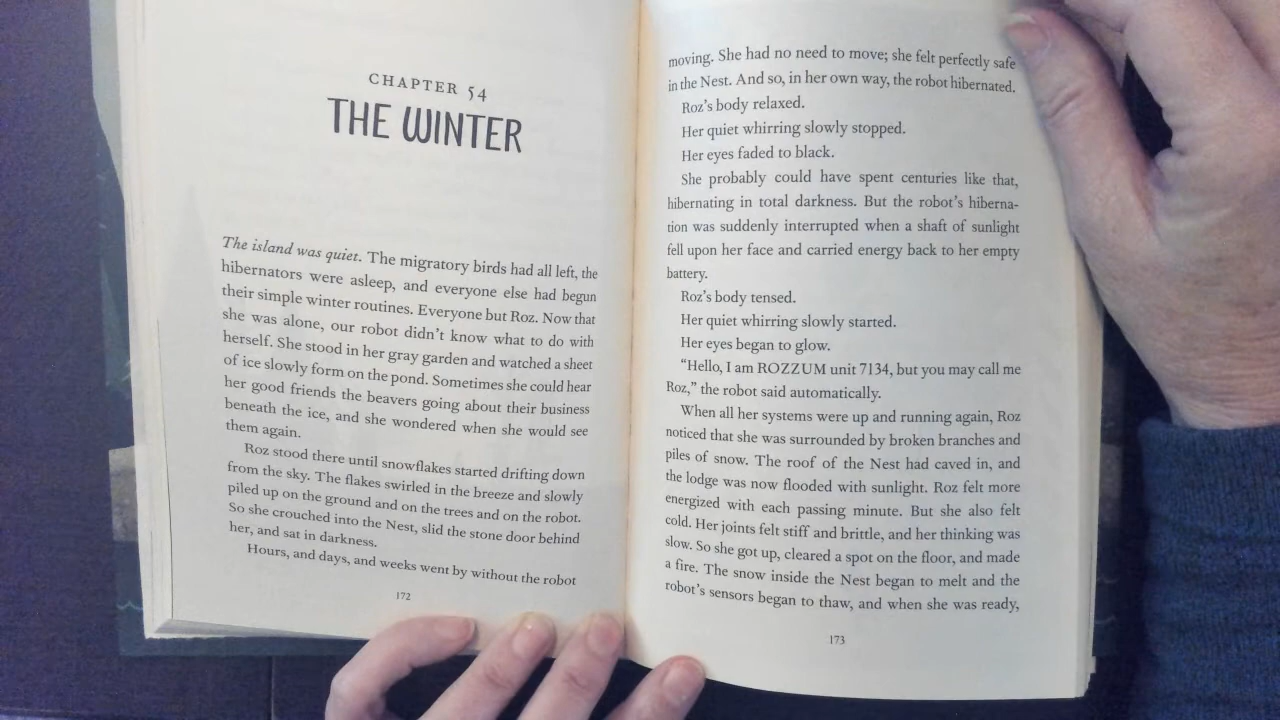 CHAPTER 54
THE WINTER
The island was quiet. The migratory birds had all left, the
hibernators were asleep, and everyone else had begun
their simple winter routines. Everyone but Roz. Now that
she was alone, our robot didn't know what to do with
herself. She stood in her gray garden and watched a sheet
of ice slowly form on the pond. Sometimes she could hear
her good friends the beavers going about their business
beneath the ice, and she wondered when she would see
them again.
Roz stood there until snowflakes started drifting down
from the sky. The flakes swirled in the breeze and slowly
piled up on the ground and on the trees and on the robot.
So she crouched into the Nest, slid the stone door behind
her, and sat in darkness.
Hours, and days, and weeks went by without the robot
172
moving. She had no need to move; she felt perfectly safe
in the Nest. And so, in her own way, the robot hibernated.
Roz's body relaxed.
Her quiet whirring slowly stopped.
Her eyes faded to black.
She probably could have spent centuries like that,
hibernating in total darkness. But the robot's hiberna-
tion was suddenly interrupted when a shaft of sunlight
fell upon her face and carried energy back to her empty
battery.
Roz's body tensed.
Her quiet whirring slowly started.
Her eyes began to glow.
"Hello, I am ROZZUM unit 7134, but you may call me
Roz," the robot said automatically.
When all her systems were up and running again, Roz
noticed that she was surrounded by broken branches and
piles of snow. The roof of the Nest had caved in, and
the lodge was now flooded with sunlight. Roz felt more
energized with each passing minute. But she also felt
cold. Her joints felt stiff and brittle, and her thinking was
slow. So she got up, cleared a spot on the floor, and made
a fire. The snow inside the Nest began to melt and the
robot's sensors began to thaw, and when she was ready,
173